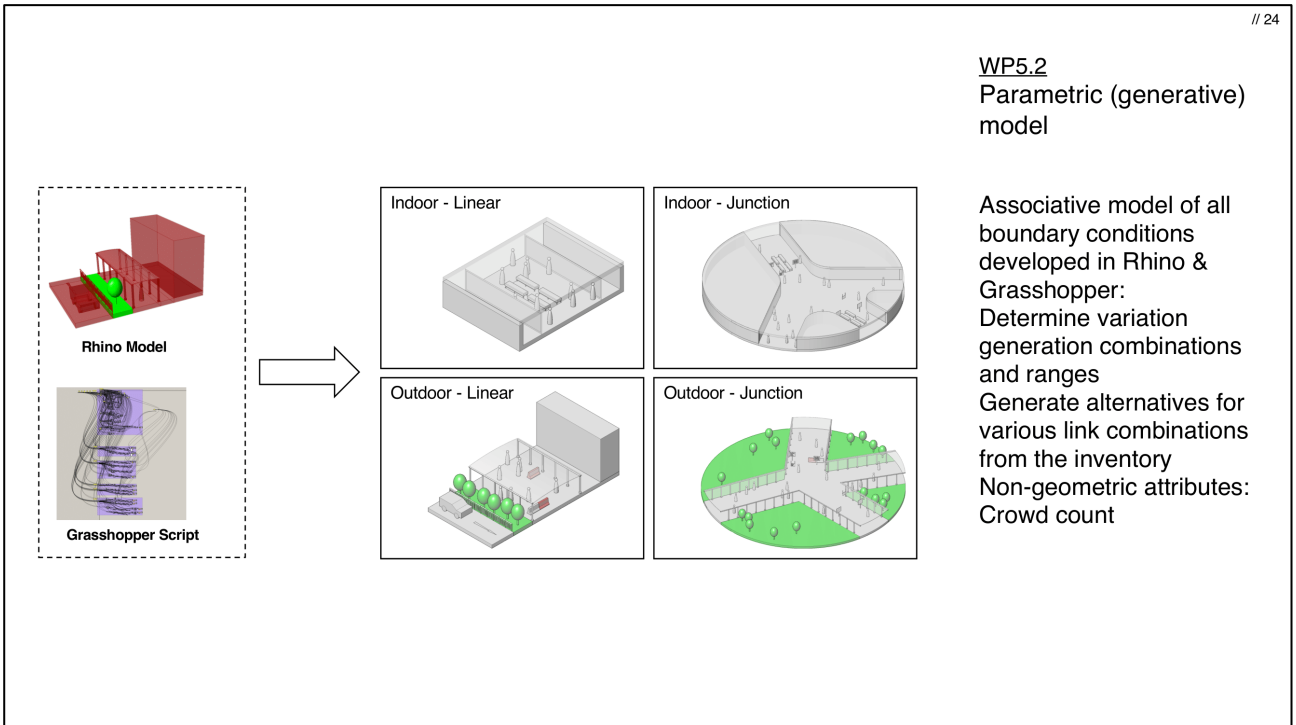 // 24
WP5.2
Parametric (generative)
model
Rhino Model
Grasshopper Script
Indoor - Linear
Indoor - Junction
Outdoor - Linear
Outdoor - Junction
Associative model of all
boundary conditions
developed in Rhino &
Grasshopper:
Determine variation
generation combinations
and ranges
Generate alternatives for
various link combinations
from the inventory
Non-geometric attributes:
Crowd count